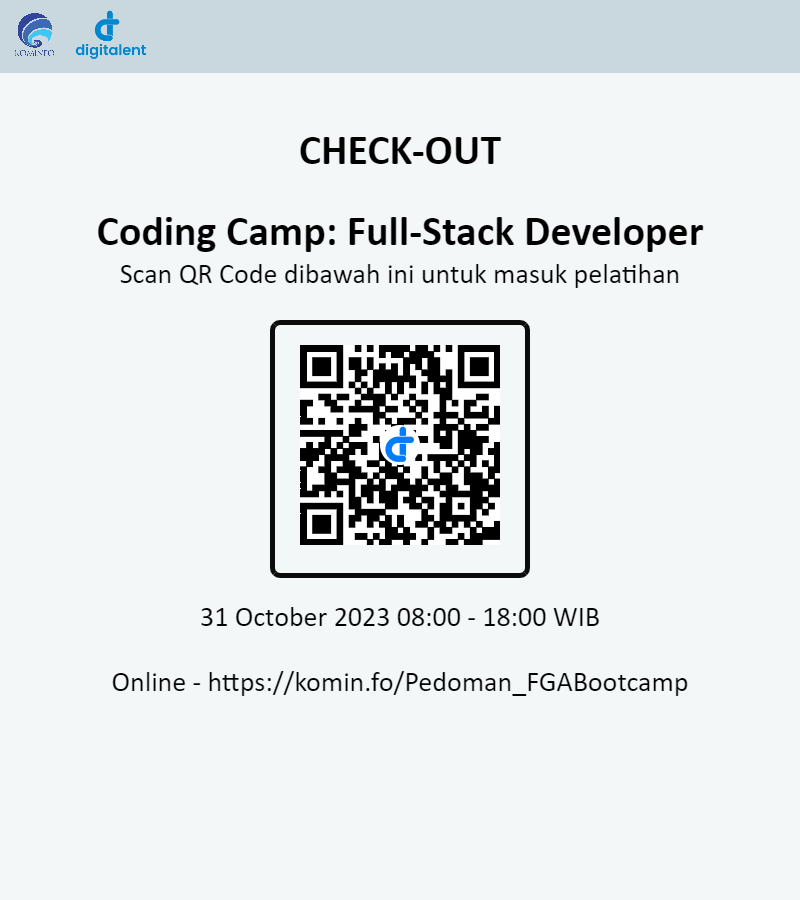 KOMINFO
digitalent
CHECK-OUT
Coding Camp: Full-Stack Developer
Scan QR Code dibawah ini untuk masuk pelatihan
31 October 2023 08:00 - 18:00 WIB
Online - https://komin.fo/Pedoman_FGABootcamp